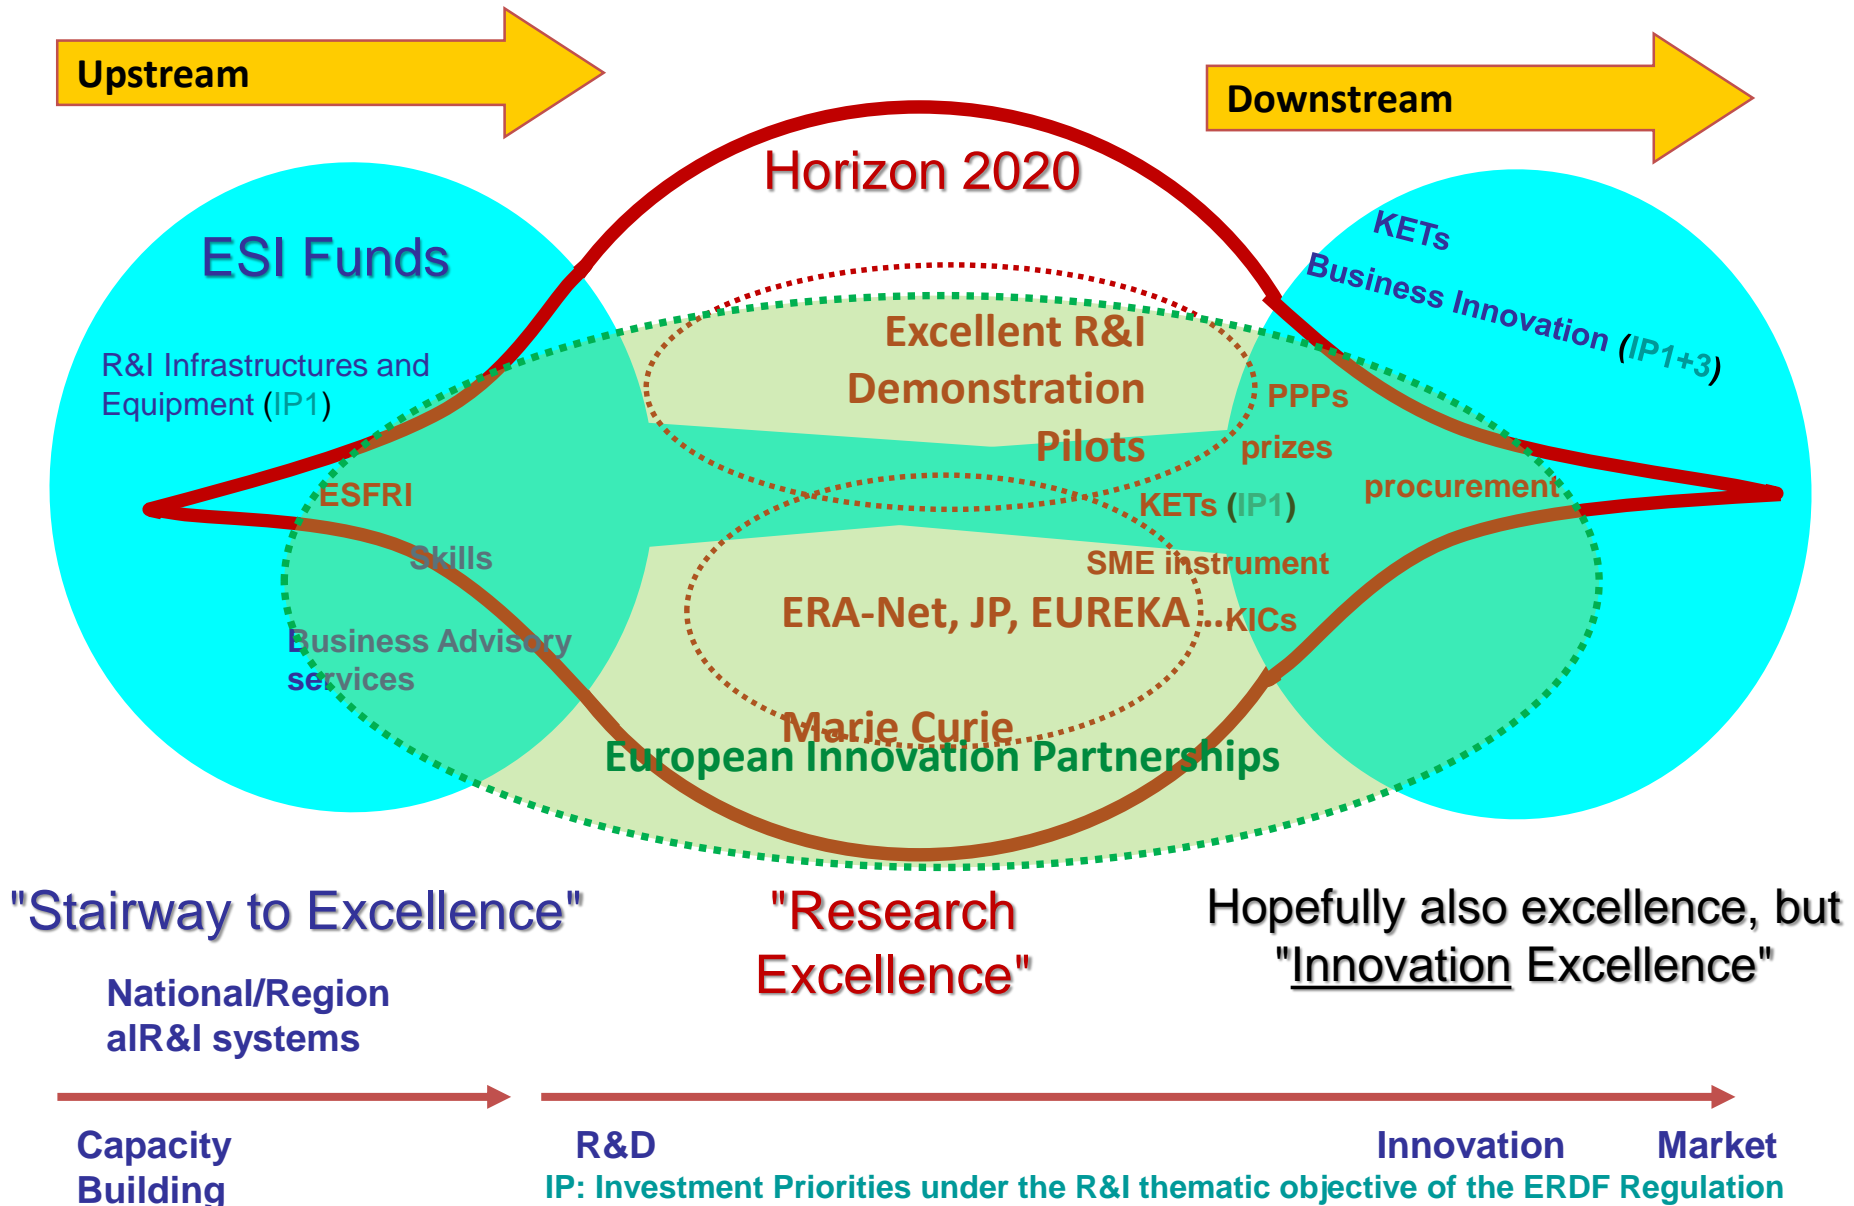 Upstream
Downstream
Horizon 2020
KETs
Business Innovation (IP1+3)
ESI Funds
R&I Infrastructures and
Equipment (IP1)
Excellent R&I
Demonstration
Pilots
PPPs
prizes
procurement
ESFRI
KETs (IP1)
Skills
SME instrument
ERA-Net, JP, EUREKA ...
KICs
Business Advisory
services
Marie Curie
European Innovation Partnerships
"Stairway to Excellence"
"Research
Excellence"
Hopefully also excellence, but
"Innovation Excellence"
National/Region
alR&I systems
Capacity
Building
R&D
Innovation
Market
IP: Investment Priorities under the R&I thematic objective of the ERDF Regulation